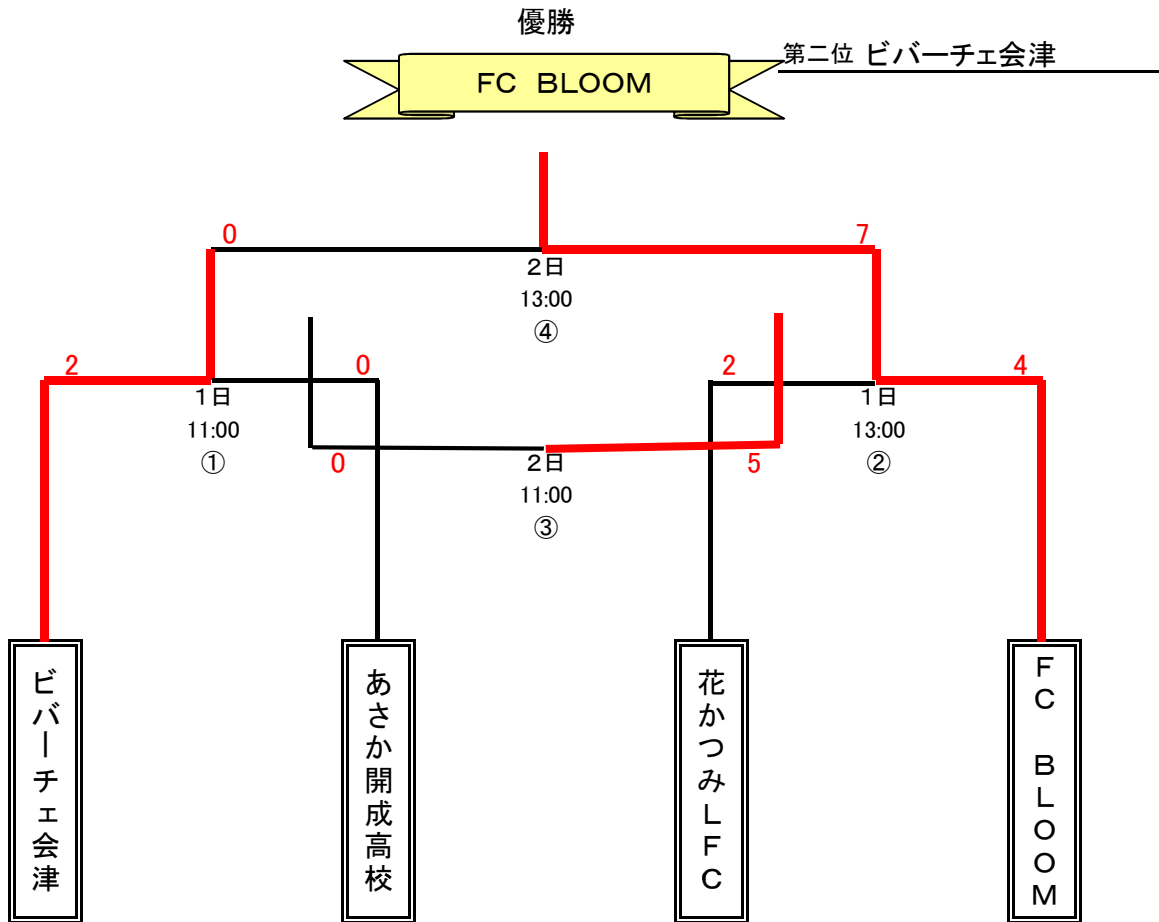 優勝
第二位 ビバーチェ会津
FC BLOOM
0
7
2日
13:00
④
2
0
2
4
1日
11:00
①
1日
13:00
②
0
5
2日
11:00
③
ビバーチェ会津
あさか開成高校
花かつみLFC
FC BLOOM